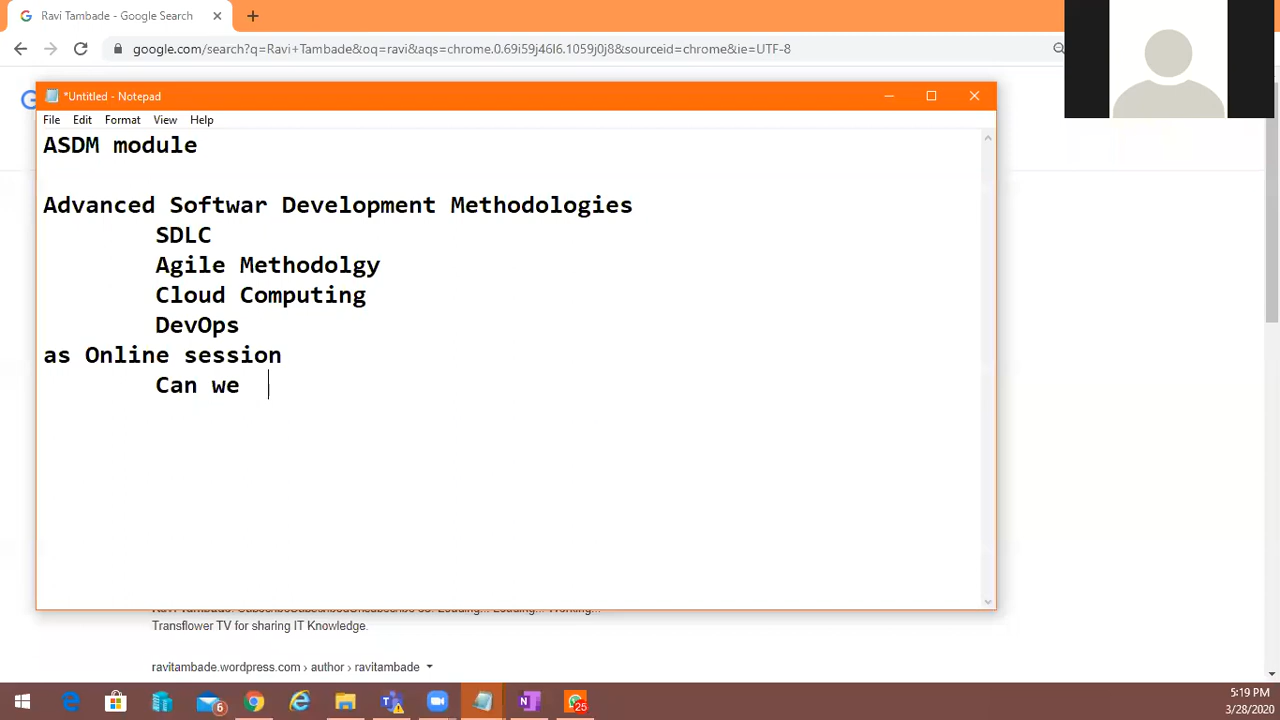 Ravi Tambade - Google Search
google.com/search?q=Ravi+Tambade&oq=ravi&aqs=chrome.0.69i59j46l6.1059j0j8&sourceid=chrome&ie=UTF-8
*Untitled - Notepad
File Edit Format View Help
ASDM module
Advanced Softwar Development Methodologies
SDLC
Agile Methodolgy
Cloud Computing
DevOps
as Online session
Can we
Transflower TV for sharing IT Knowledge.
ravitambade.wordpress.com › author › ravitambade
6
25
5:19 PM
3/28/2020